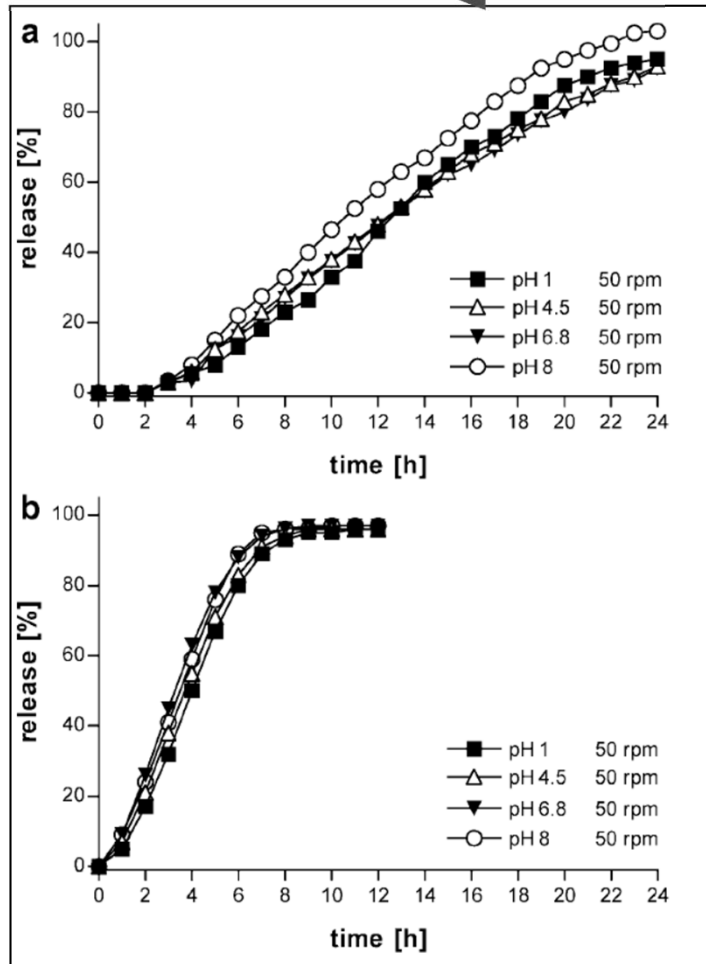 a
100
80
60
40
20
0
release [%]
0 2 4 6 8 10 12 14 16 18 20 22 24
time [h]
pH 1 50 rpm
pH 4.5 50 rpm
pH 6.8 50 rpm
pH 8 50 rpm
b
100
80
60
40
20
0
release [%]
0 2 4 6 8 10 12 14 16 18 20 22 24
time [h]
pH 1 50 rpm
pH 4.5 50 rpm
pH 6.8 50 rpm
pH 8 50 rpm